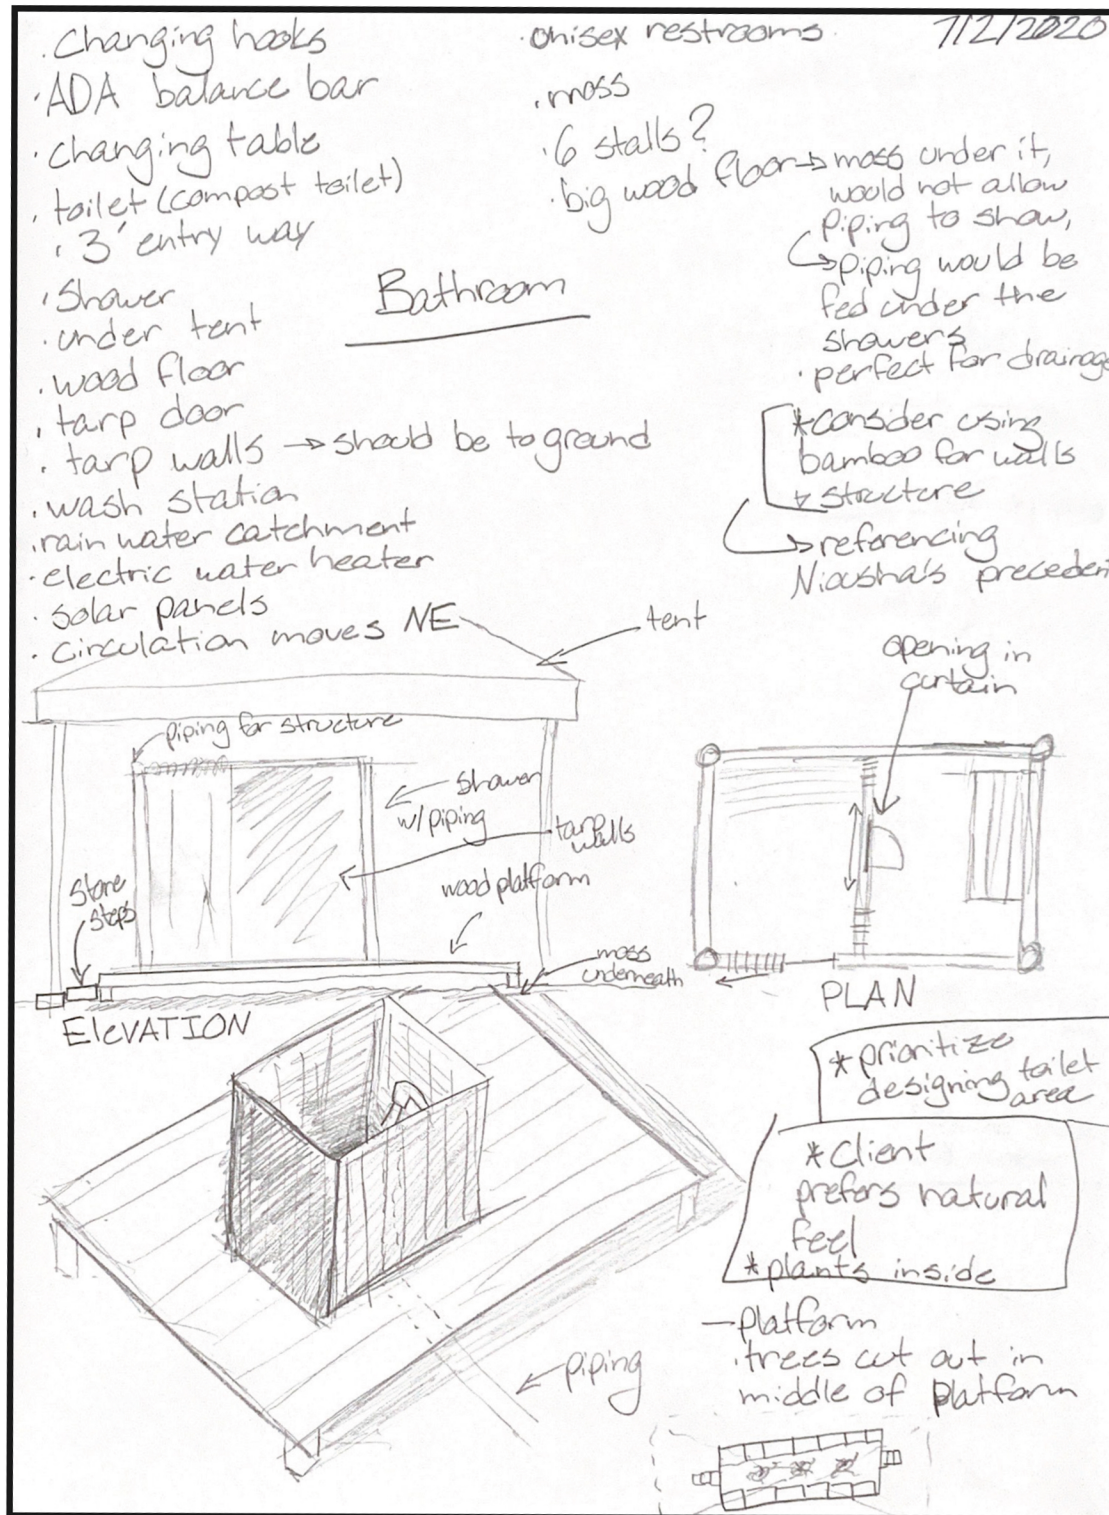 . Changing hooks
· ADA balance bar
· changing table
. toilet (compost toilet)
. 3' entry way
. shower
. under tent
. wood floor
. tarp door
. tarp walls → should be to ground
. wash station
. rain water catchment
· electric water heater
· solar panels
· circulation moves NE
Bathroom
· unisex restrooms
7/2/2020
. moss
· 6 stalls?
· big wood floor → moss under it,
would not allow
piping to show,
↳ piping would be
fed under the
showers
· perfect for drainage
* consider using
bamboo for walls
+ structure
↳ referencing
Niousha's precedent
tent
piping for structure
shower
w/ piping
tarp
walls
wood platform
stone
steps
moss
underneath
ELEVATION
opening in
curtain
PLAN
* prioritize
designing toilet
area
* Client
prefers natural
feel
* plants inside
– platform
· trees cut out in
middle of platform
piping